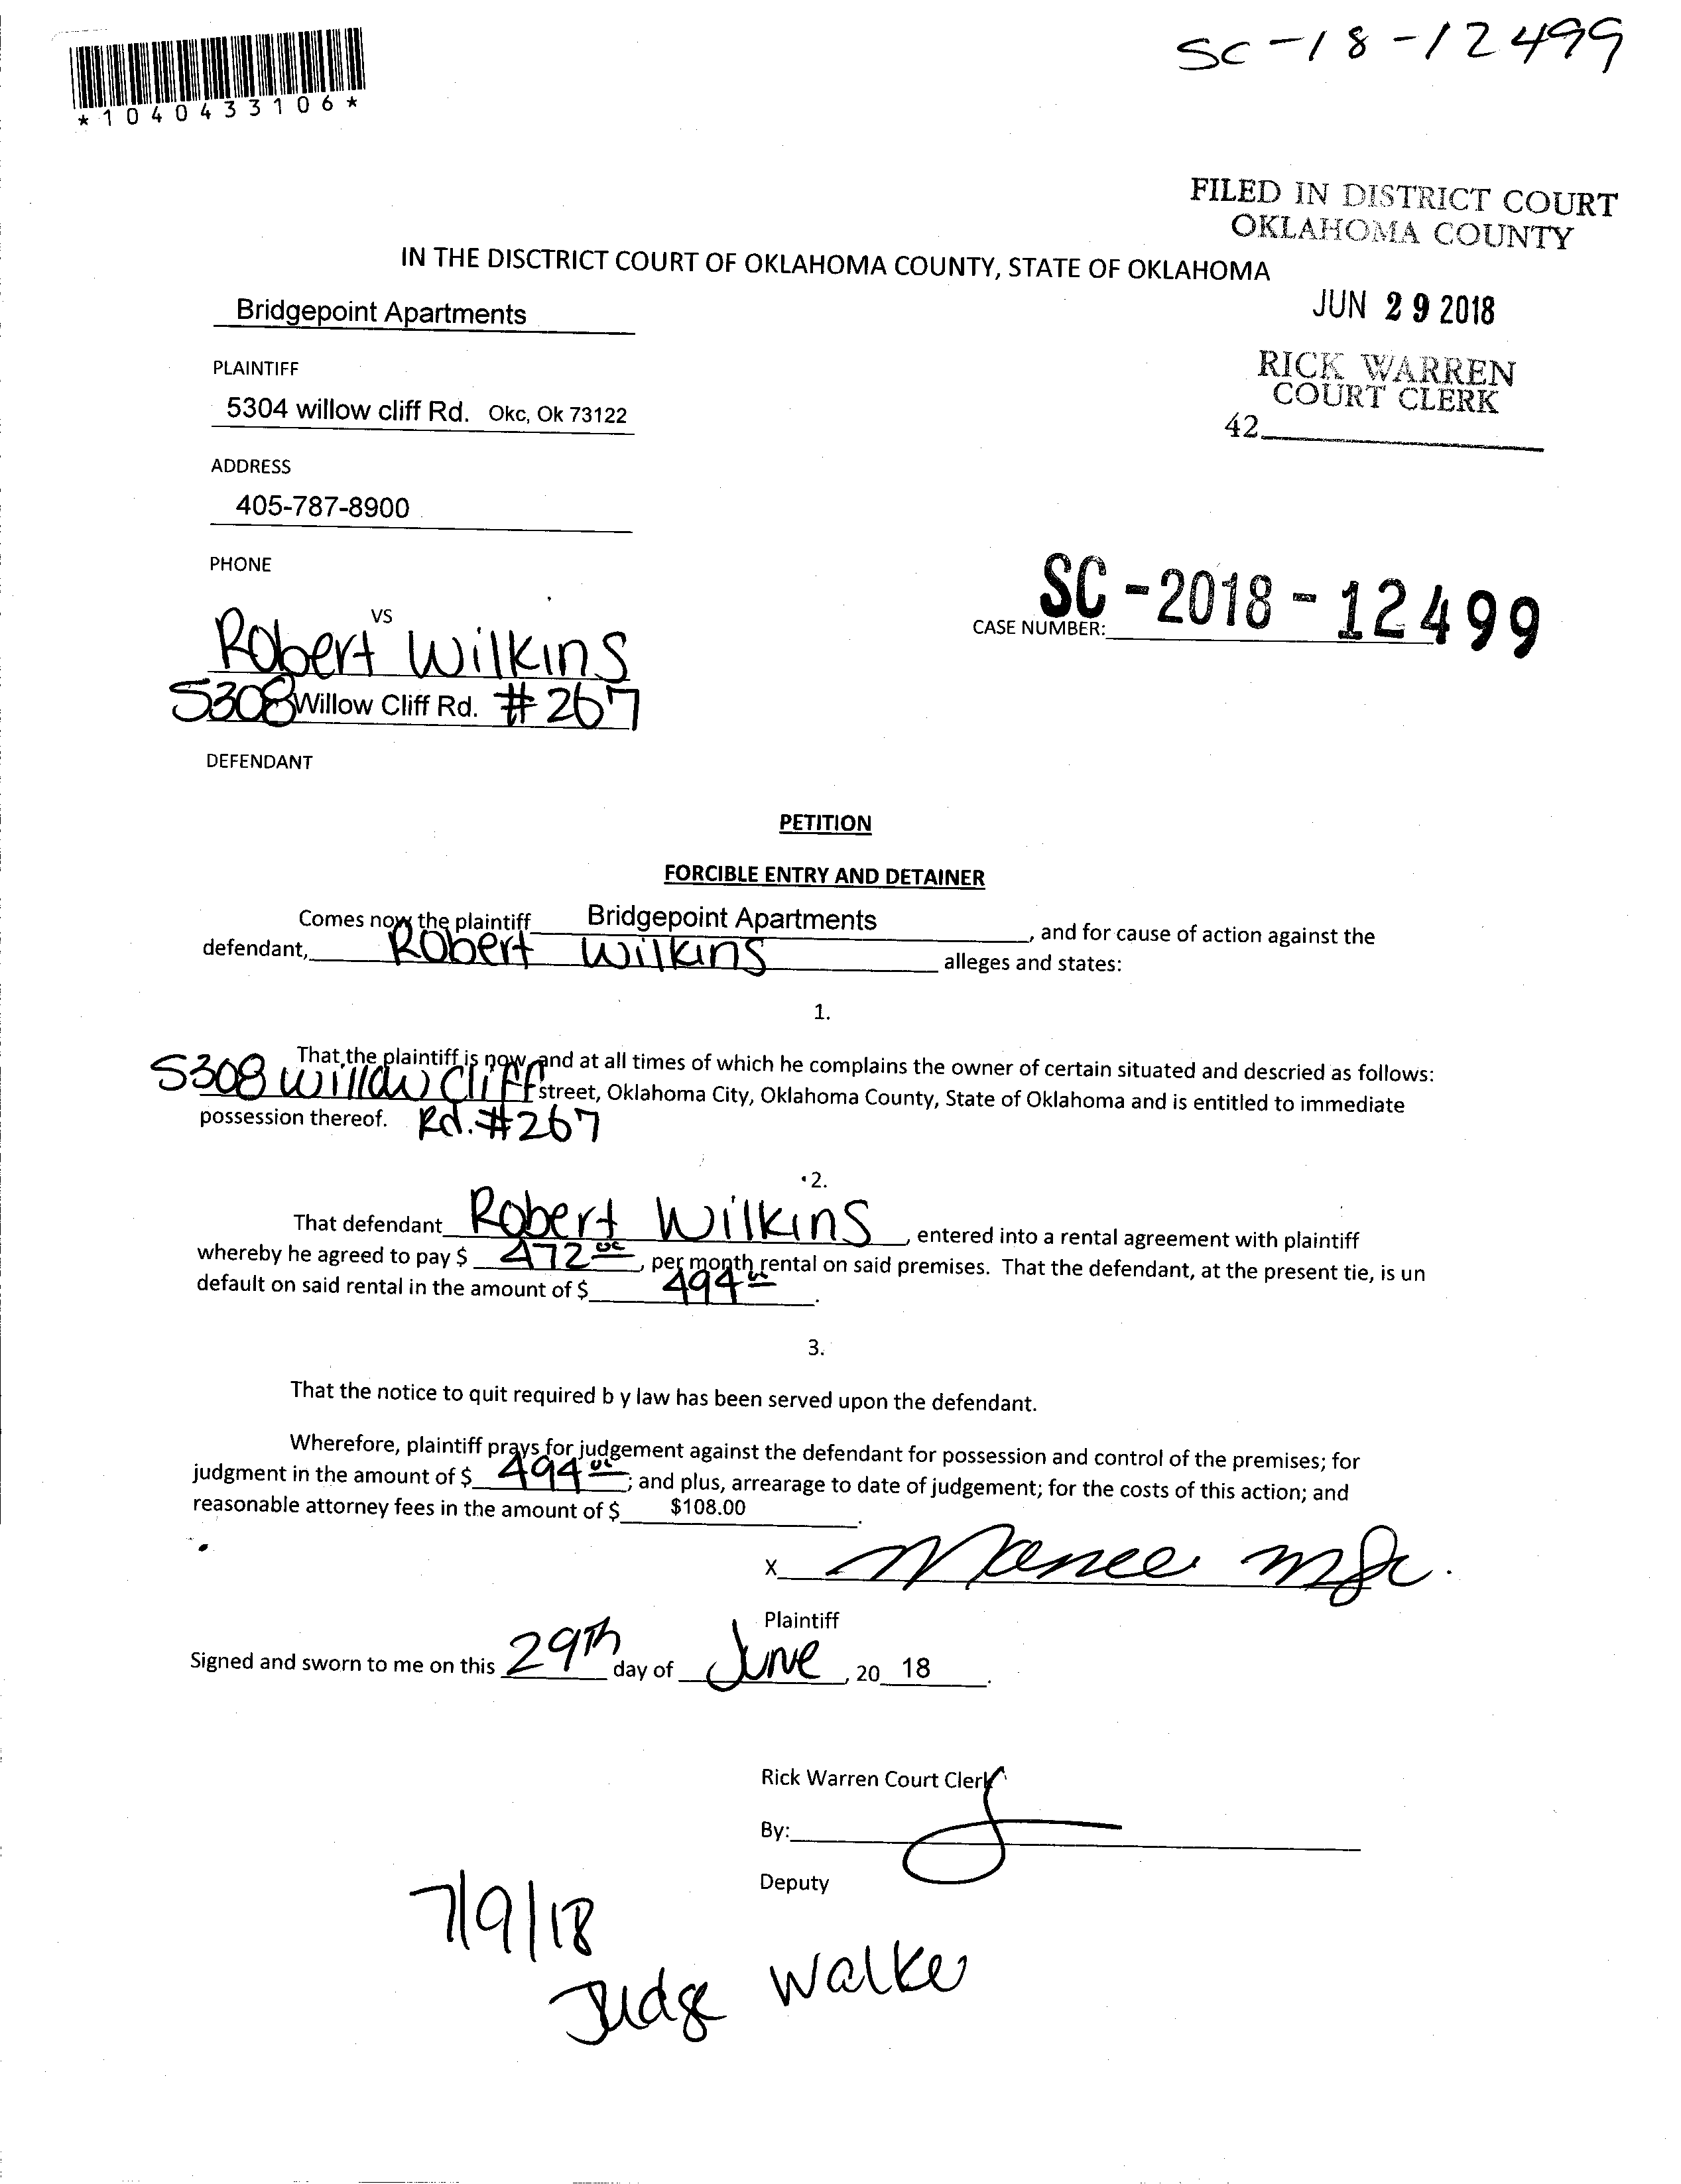 SC-18-12499
*1040433106*
FILED IN DISTRICT COURT
OKLAHOMA COUNTY
IN THE DISCTRICT COURT OF OKLAHOMA COUNTY, STATE OF OKLAHOMA
JUN 29 2018
Bridgepoint Apartments
RICK WARREN
COURT CLERK
PLAINTIFF
5304 willow cliff Rd. Okc, Ok 73122
42
ADDRESS
405-787-8900
PHONE
SC-2018-12499
CASE NUMBER:
VS
Robert Wilkins
5308 Willow Cliff Rd. #267
DEFENDANT
PETITION
FORCIBLE ENTRY AND DETAINER
Comes now the plaintiff Bridgepoint Apartments, and for cause of action against the
defendant, Robert Wilkins alleges and states:
1.
That the plaintiff is now and at all times of which he complains the owner of certain situated and descried as follows:
5308 Willow Cliff street, Oklahoma City, Oklahoma County, State of Oklahoma and is entitled to immediate
possession thereof. Rd. #267
2.
That defendant Robert Wilkins, entered into a rental agreement with plaintiff
whereby he agreed to pay $ 472 00, per month rental on said premises. That the defendant, at the present tie, is un
default on said rental in the amount of $ 494 00.
3.
That the notice to quit required b y law has been served upon the defendant.
Wherefore, plaintiff prays for judgement against the defendant for possession and control of the premises; for
judgment in the amount of $ 494 00; and plus, arrearage to date of judgement; for the costs of this action; and
reasonable attorney fees in the amount of $ $108.00.
X
Plaintiff
Signed and sworn to me on this 29th day of June, 20 18.
Rick Warren Court Clerk
By:
Deputy
7/9/18
Judge Walker